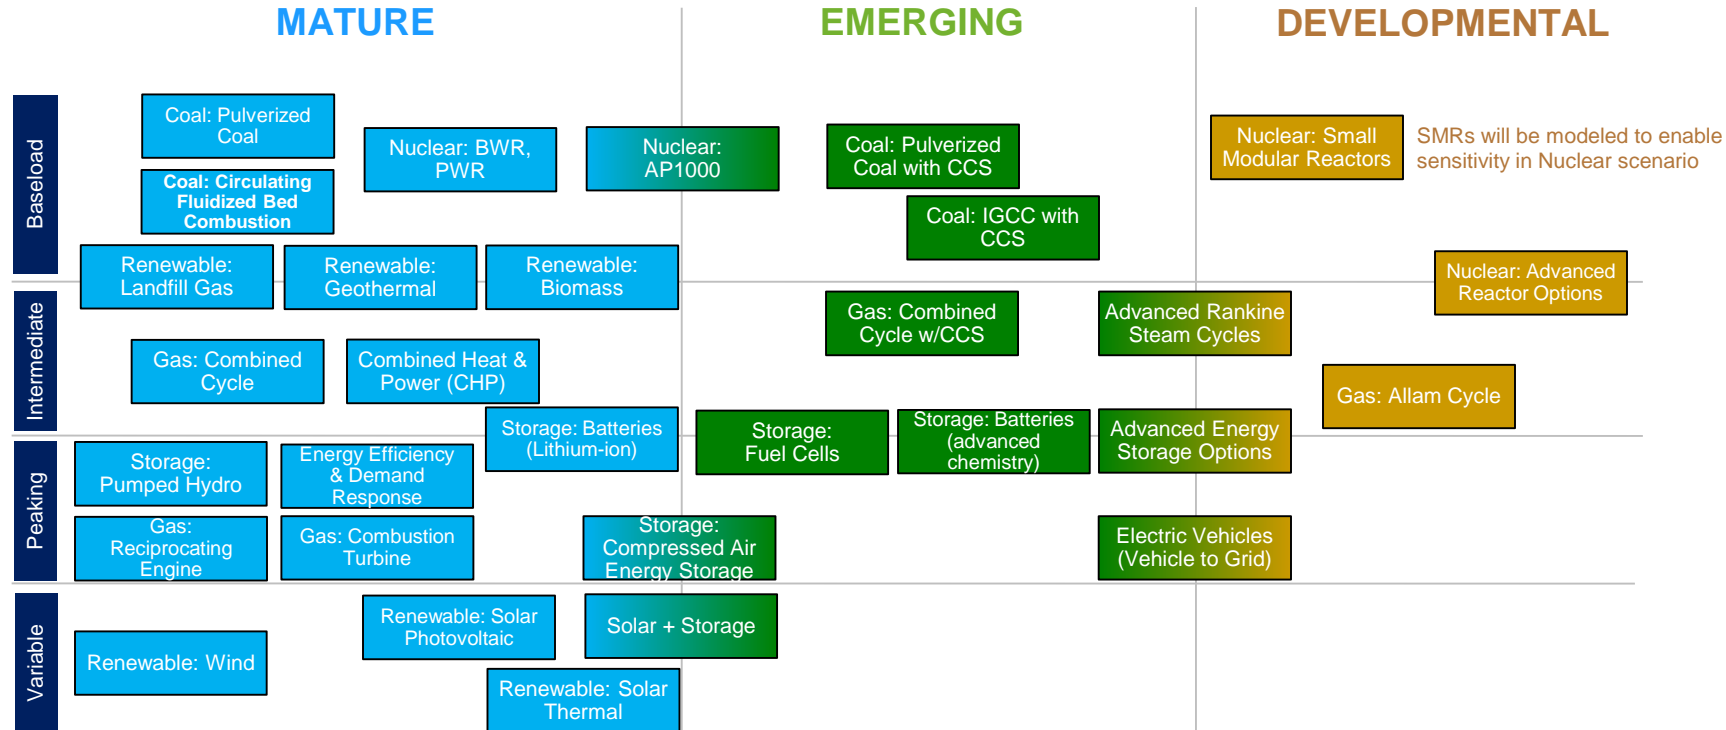 MATURE
EMERGING
DEVELOPMENTAL
Baseload
Coal: Pulverized
Coal
Nuclear: BWR,
PWR
Nuclear:
AP1000
Coal: Pulverized
Coal with CCS
Nuclear: Small
Modular Reactors
SMRs will be modeled to enable
sensitivity in Nuclear scenario
Coal: Circulating
Fluidized Bed
Combustion
Coal: IGCC with
CCS
Renewable:
Landfill Gas
Renewable:
Geothermal
Renewable:
Biomass
Nuclear: Advanced
Reactor Options
Intermediate
Gas: Combined
Cycle w/CCS
Advanced Rankine
Steam Cycles
Gas: Combined
Cycle
Combined Heat &
Power (CHP)
Gas: Allam Cycle
Storage: Batteries
(Lithium-ion)
Storage:
Fuel Cells
Storage: Batteries
(advanced
chemistry)
Advanced Energy
Storage Options
Peaking
Storage:
Pumped Hydro
Energy Efficiency
& Demand
Response
Gas:
Reciprocating
Engine
Gas: Combustion
Turbine
Storage:
Compressed Air
Energy Storage
Electric Vehicles
(Vehicle to Grid)
Variable
Renewable: Wind
Renewable: Solar
Photovoltaic
Solar + Storage
Renewable: Solar
Thermal